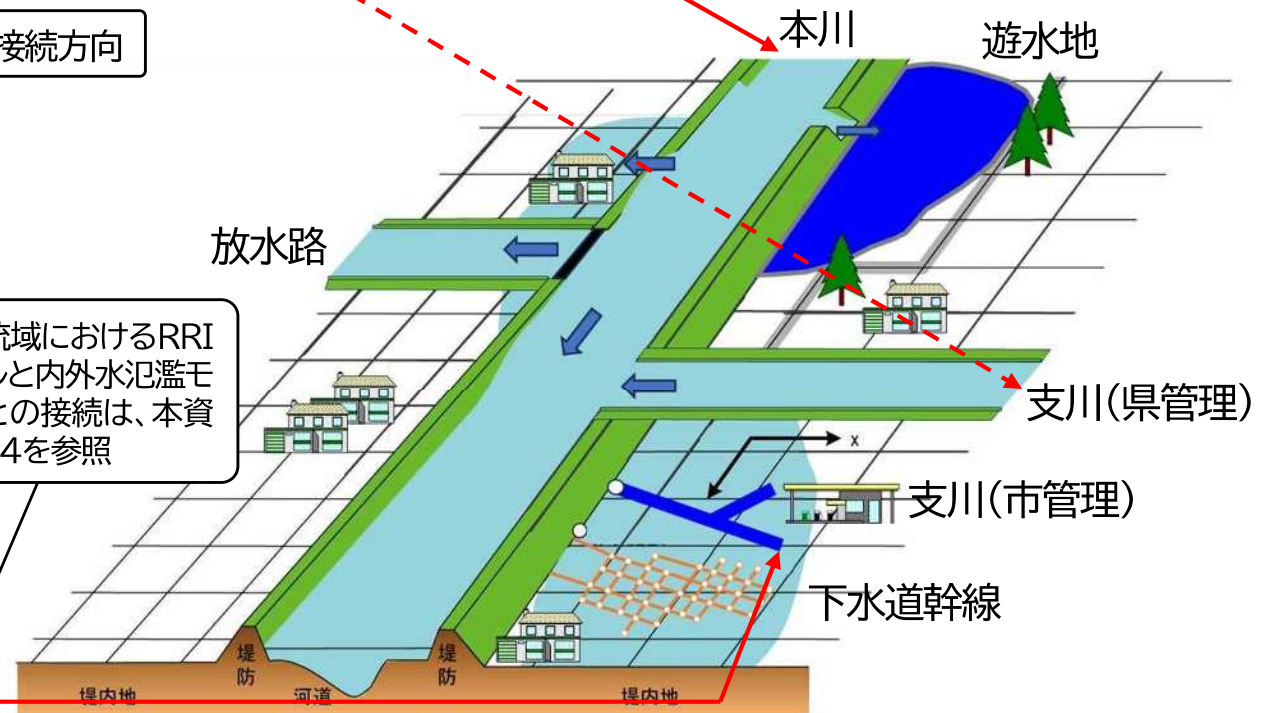 接続方向
本川
遊水地
放水路
流域におけるRRI
と内外水氾濫モ
との接続は、本資
4を参照
支川(県管理)
x
支川(市管理)
下水道幹線
堤防
堤防
堤内地
河道
堤内地